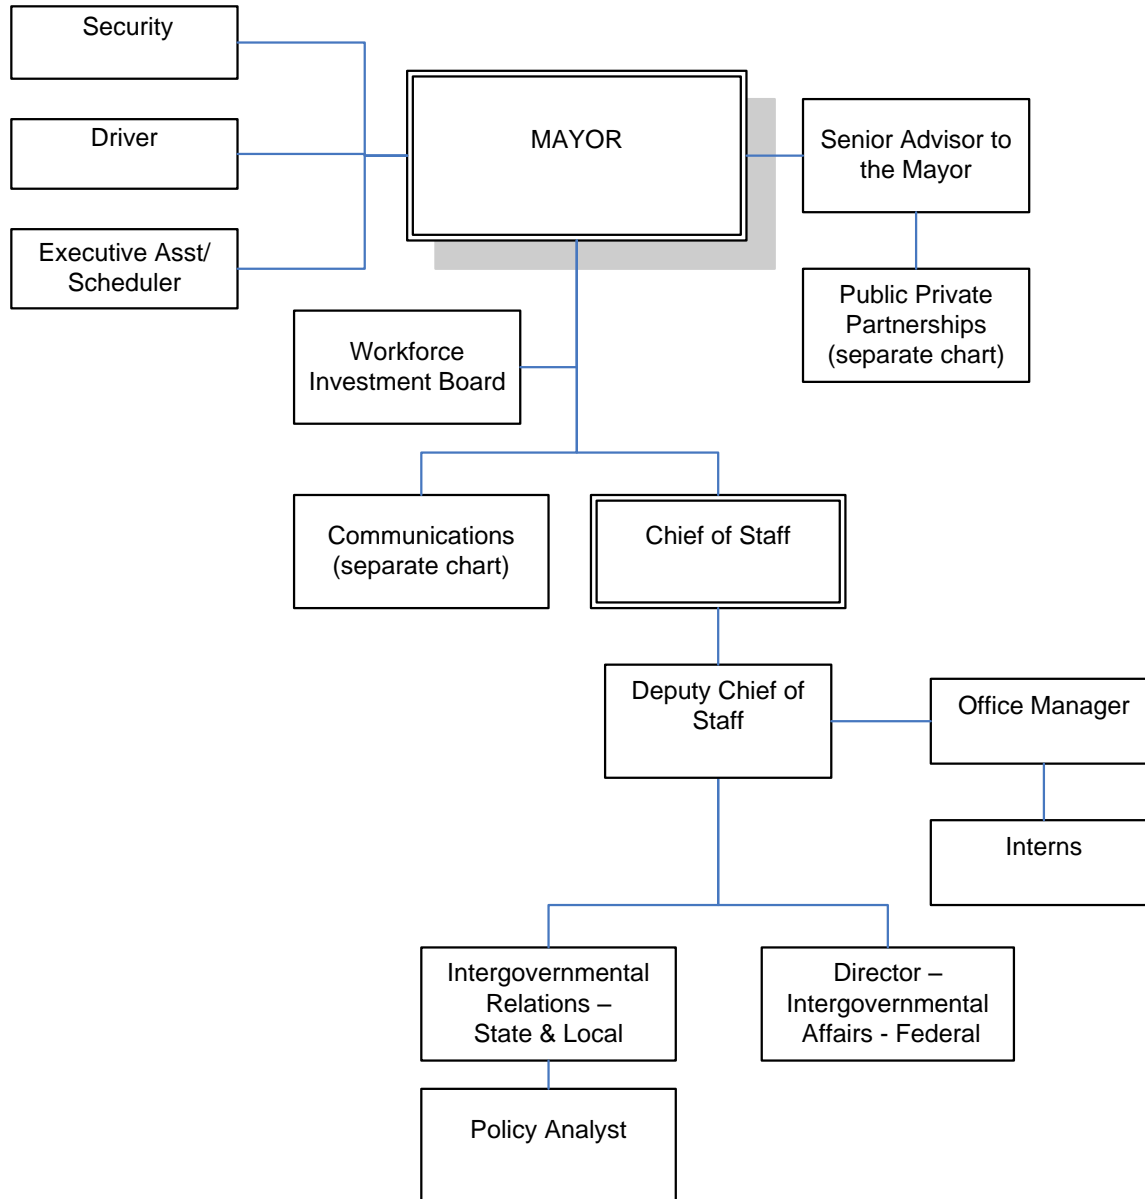 Security
MAYOR
Senior Advisor to
the Mayor
Driver
Executive Asst/
Scheduler
Public Private
Partnerships
(separate chart)
Workforce
Investment Board
Communications
(separate chart)
Chief of Staff
Deputy Chief of
Staff
Office Manager
Interns
Intergovernmental
Relations –
State & Local
Director –
Intergovernmental
Affairs - Federal
Policy Analyst